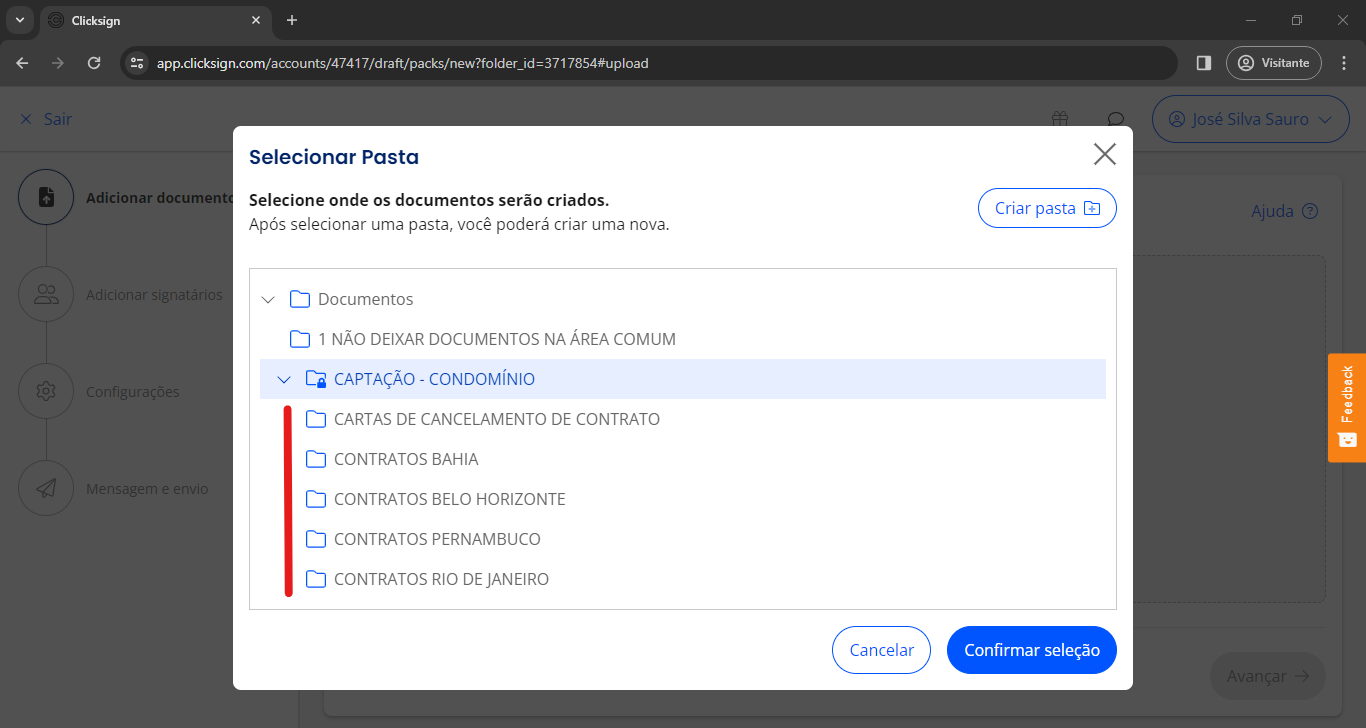 Clicksign
app.clicksign.com/accounts/47417/draft/packs/new?folder_id=3717854#upload
Visitante
Sair
José Silva Sauro
Selecionar Pasta
Adicionar documento
Selecione onde os documentos serão criados.
Após selecionar uma pasta, você poderá criar uma nova.
Criar pasta
Ajuda
Adicionar signatários
Configurações
Mensagem e envio
Documentos
1 NÃO DEIXAR DOCUMENTOS NA ÁREA COMUM
CAPTAÇÃO - CONDOMÍNIO
CARTAS DE CANCELAMENTO DE CONTRATO
CONTRATOS BAHIA
CONTRATOS BELO HORIZONTE
CONTRATOS PERNAMBUCO
CONTRATOS RIO DE JANEIRO
Feedback
Cancelar
Confirmar seleção
Avançar